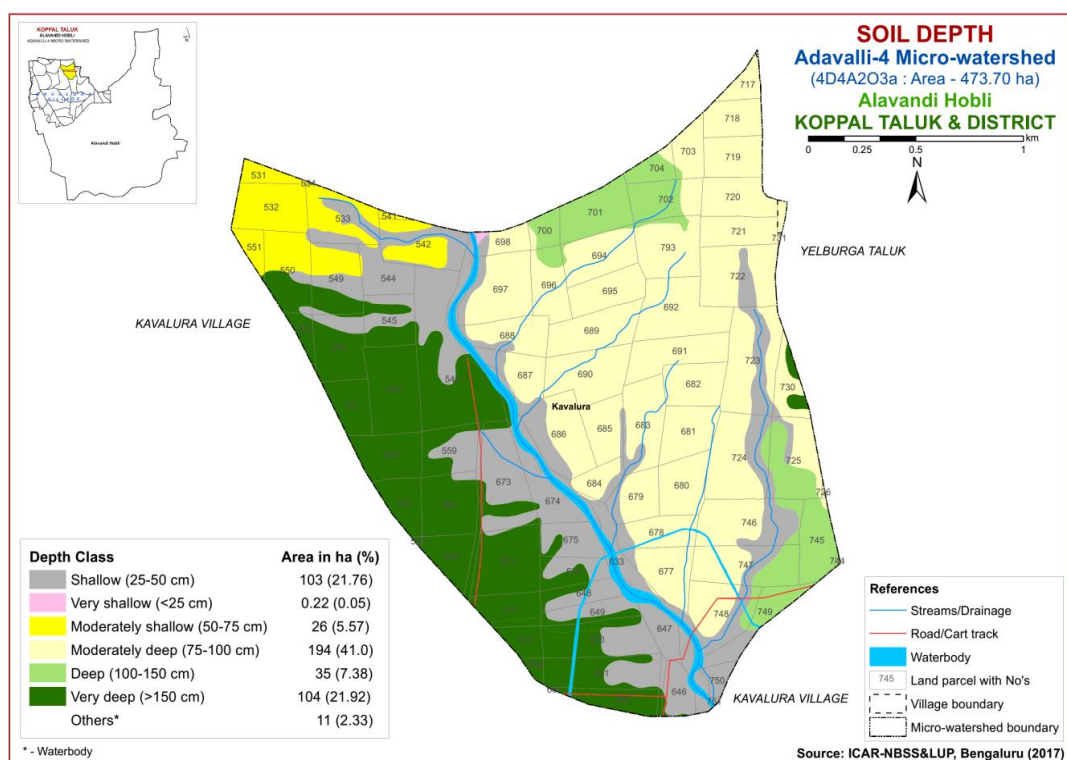 KOPPAL TALUK
ALAVANDI HOBLI
ADAVALLI-4 MICRO WATERSHED
N
KAVALURA
VILLAGE
Alavandi Hobli
SOIL DEPTH
Adavalli-4 Micro-watershed
(4D4A2O3a : Area - 473.70 ha)
Alavandi Hobli
KOPPAL TALUK & DISTRICT
km
0 0.25 0.5 1
N
717
718
703
719
704
531
534
720
702
532
701
541
533
700
721
731
542
698
793
YELBURGA TALUK
551
694
550
722
549
544
696
697
695
692
KAVALURA VILLAGE
545
688
689
691
723
687
690
682
730
Kavalura
686
685
683
681
559
724
725
673
684
680
679
726
674
746
675
678
745
633
747
744
677
648
649
748
749
647
646
750
KAVALURA VILLAGE
Depth Class Area in ha (%)
Shallow (25-50 cm) 103 (21.76)
Very shallow (<25 cm) 0.22 (0.05)
Moderately shallow (50-75 cm) 26 (5.57)
Moderately deep (75-100 cm) 194 (41.0)
Deep (100-150 cm) 35 (7.38)
Very deep (>150 cm) 104 (21.92)
Others* 11 (2.33)
* - Waterbody
References
Streams/Drainage
Road/Cart track
Waterbody
745 Land parcel with No's
Village boundary
Micro-watershed boundary
Source: ICAR-NBSS&LUP, Bengaluru (2017)